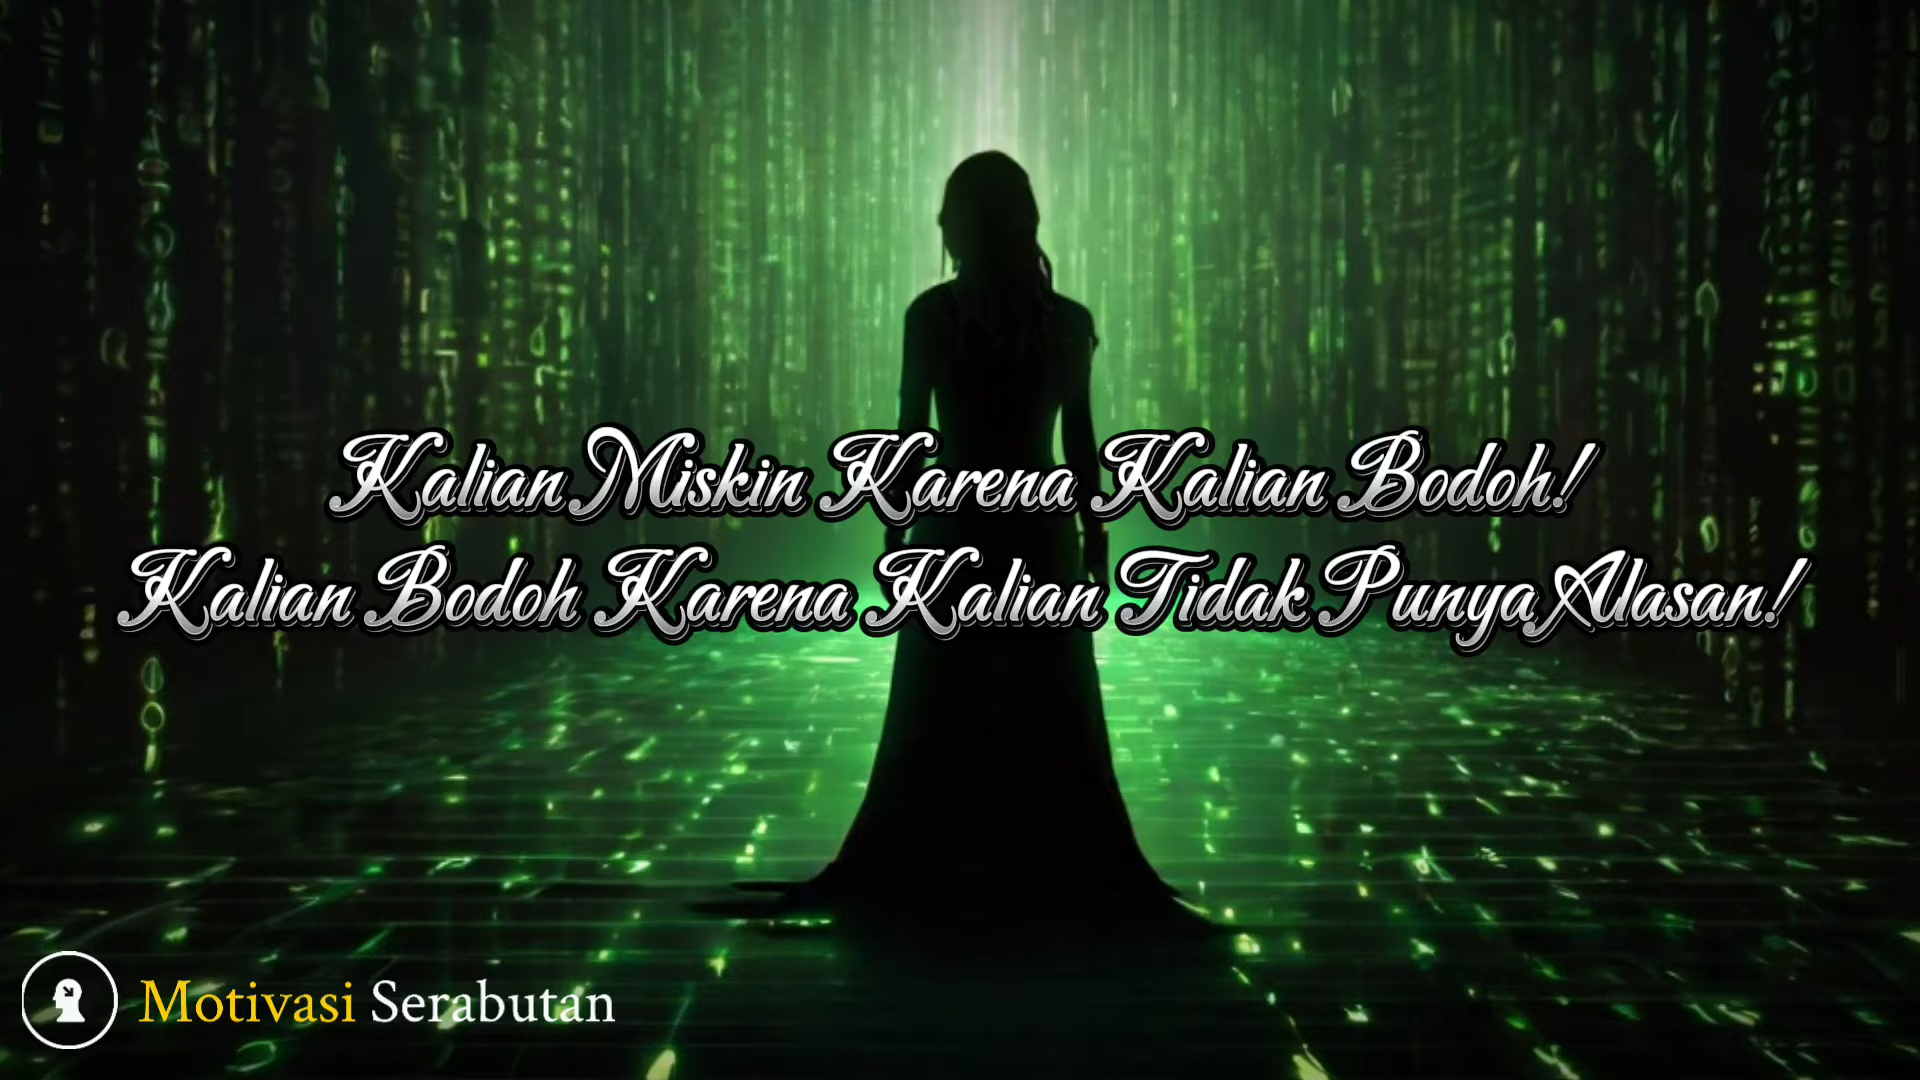 Kalian Miskin Karena Kalian Bodoh!
Kalian Bodoh Karena Kalian Tidak Punya Alasan!
Motivasi Serabutan